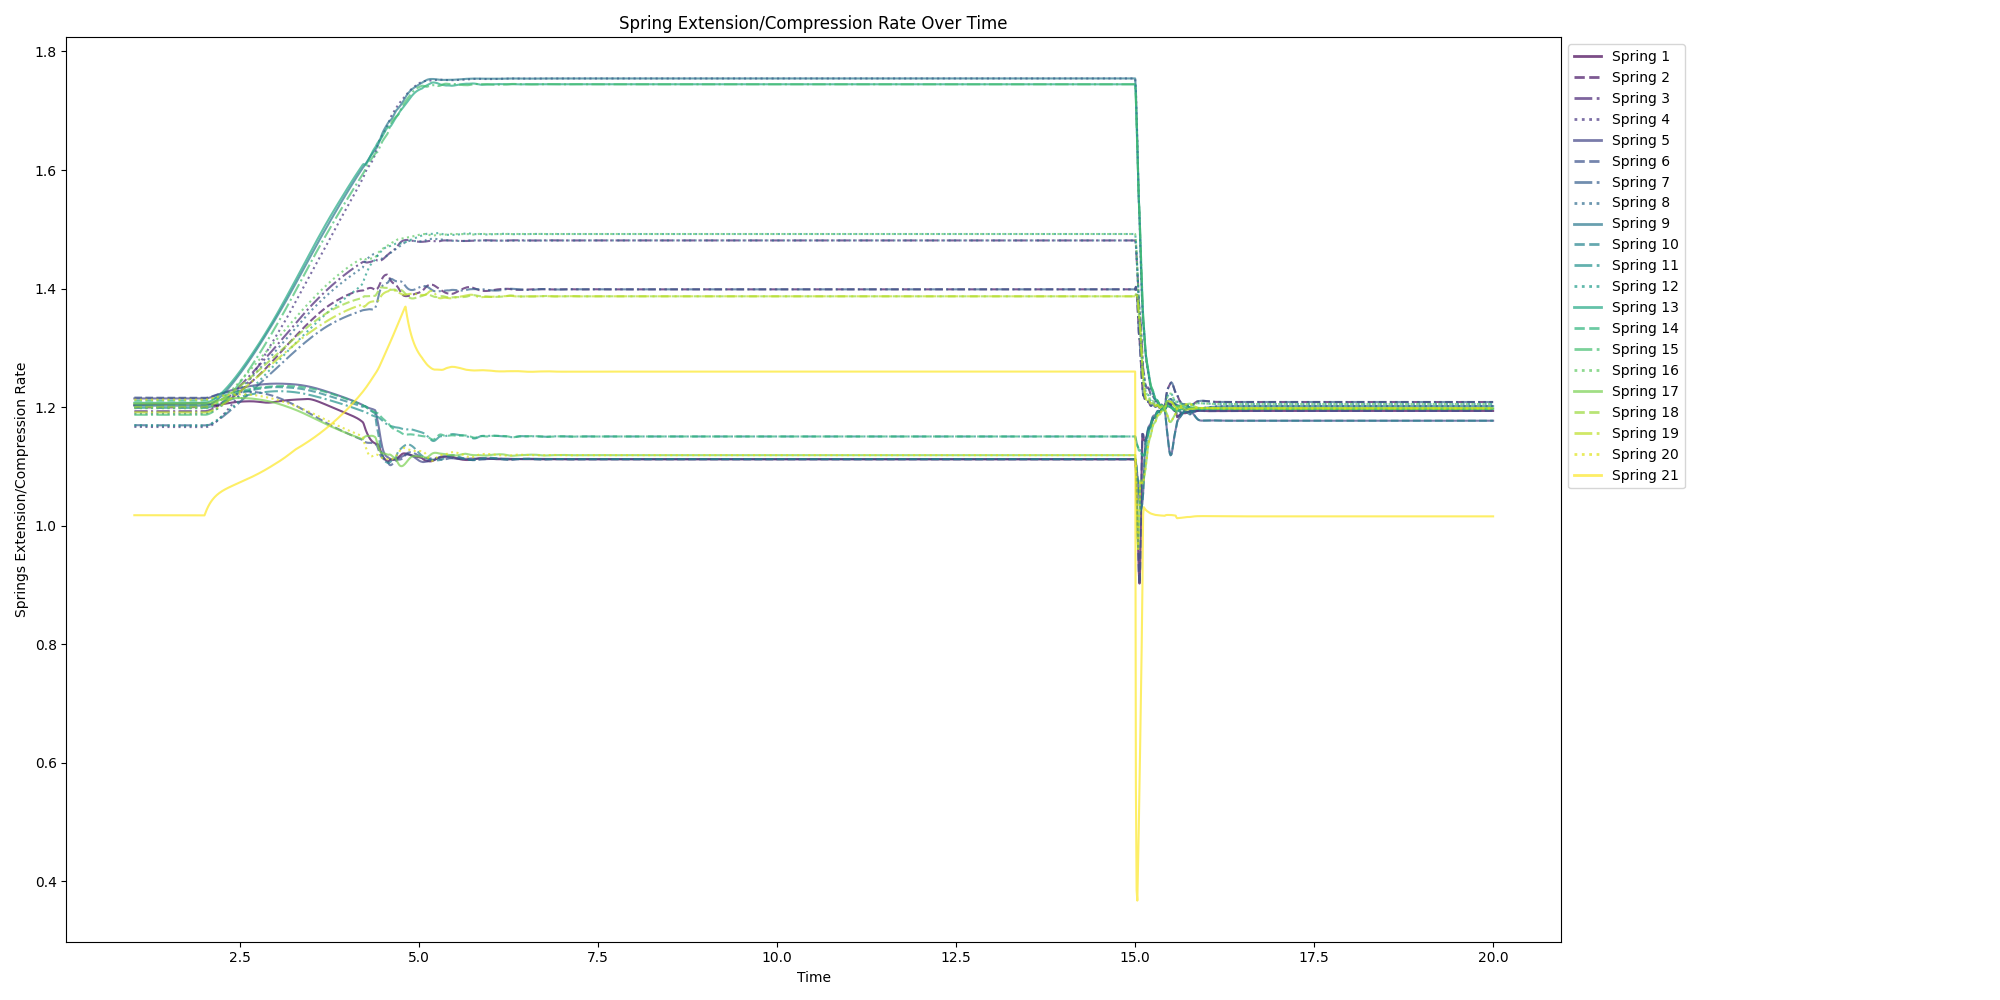 Spring Extension/Compression Rate Over Time
Springs Extension/Compression Rate
1.8
1.6
1.4
1.2
1.0
0.8
0.6
0.4
2.5
5.0
7.5
10.0
12.5
15.0
17.5
20.0
Time
Spring 1
Spring 2
Spring 3
Spring 4
Spring 5
Spring 6
Spring 7
Spring 8
Spring 9
Spring 10
Spring 11
Spring 12
Spring 13
Spring 14
Spring 15
Spring 16
Spring 17
Spring 18
Spring 19
Spring 20
Spring 21